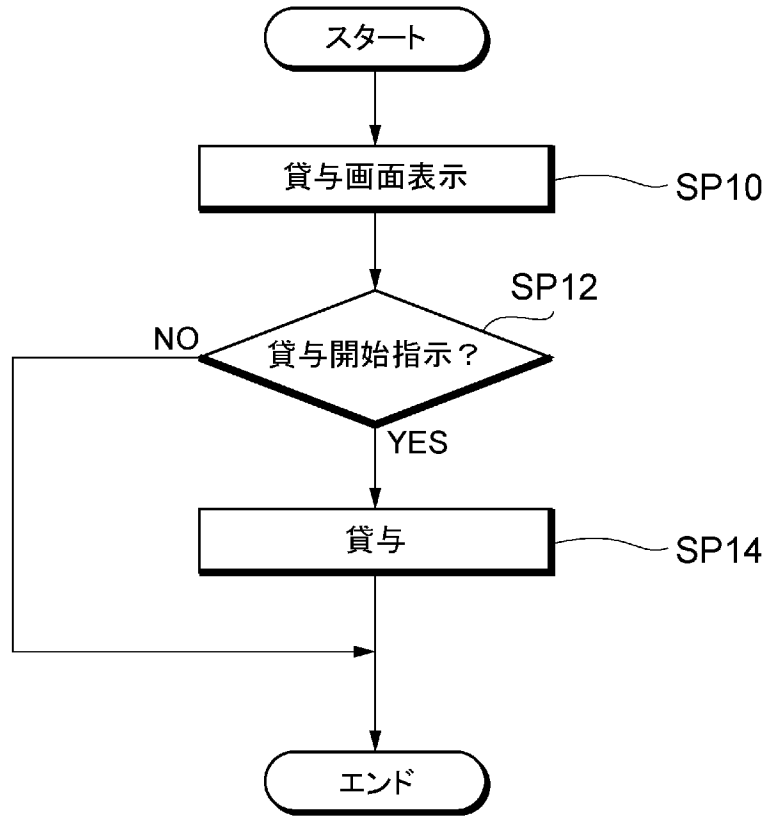 スタート
貸与画面表示
SP10
SP12
NO
貸与開始指示？
YES
貸与
SP14
エンド